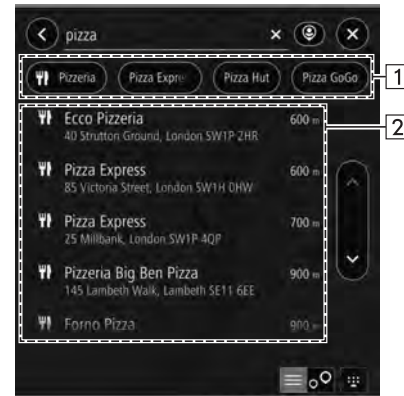 pizza
Pizzeria Pizza Expre Pizza Hut Pizza GoGo 1
Ecco Pizzeria 600 m 2
40 Strutton Ground, London SW1P 2HR
Pizza Express 600 m
85 Victoria Street, London SW1H 0HW
Pizza Express 700 m
25 Millbank, London SW1P 4QP
Pizzeria Big Ben Pizza 900 m
145 Lambeth Walk, Lambeth SE11 6EE
Forno Pizza 900 m